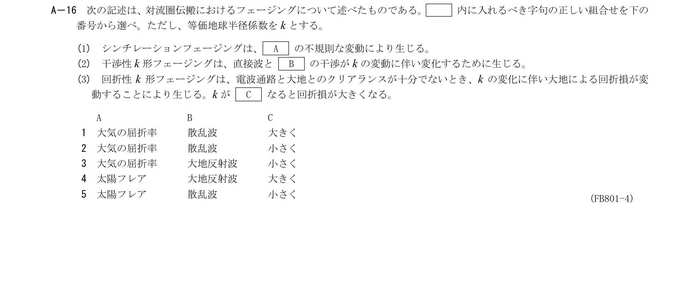 A－16　次の記述は、対流圏伝搬におけるフェージングについて述べたものである。□内に入れるべき字句の正しい組合せを下の
番号から選べ。ただし、等価地球半径係数を k とする。
(1)　シンチレーションフェージングは、 A の不規則な変動により生じる。
(2)　干渉性 k 形フェージングは、直接波と B の干渉が k の変動に伴い変化するために生じる。
(3)　回折性 k 形フェージングは、電波通路と大地とのクリアランスが十分でないとき、k の変化に伴い大地による回折損が変
動することにより生じる。k が C なると回折損が大きくなる。
A　B　C
1　大気の屈折率　散乱波　大きく
2　大気の屈折率　散乱波　小さく
3　大気の屈折率　大地反射波　小さく
4　太陽フレア　大地反射波　大きく
5　太陽フレア　散乱波　小さく
(FB801-4)